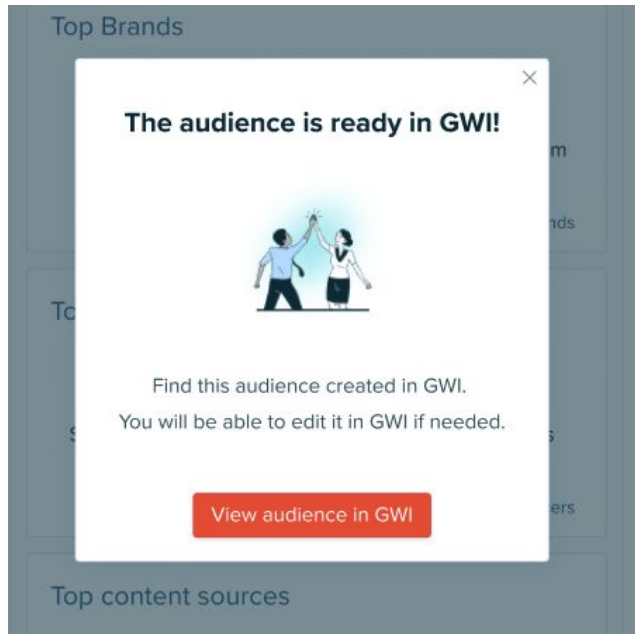 Top Brands
The audience is ready in GWI!
Find this audience created in GWI.
You will be able to edit it in GWI if needed.
View audience in GWI
Top content sources